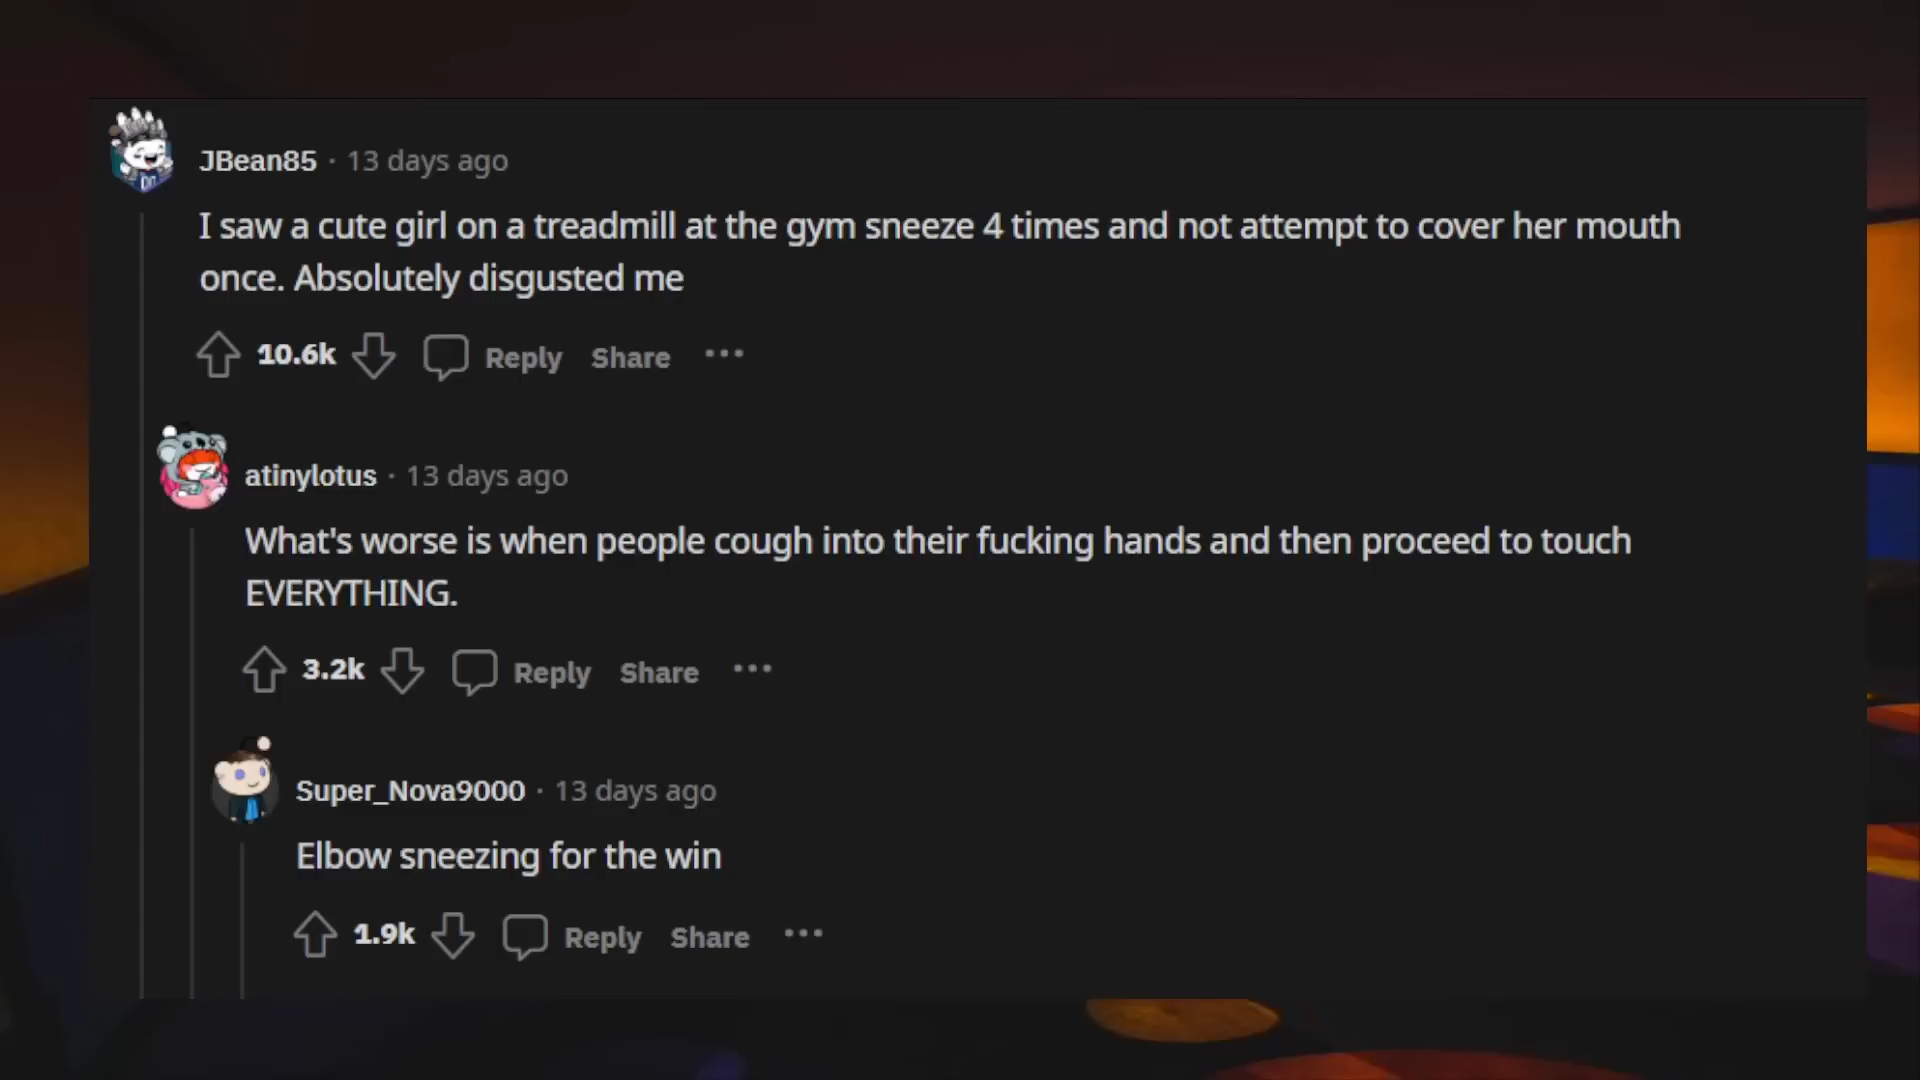 JBean85 · 13 days ago
I saw a cute girl on a treadmill at the gym sneeze 4 times and not attempt to cover her mouth
once. Absolutely disgusted me
10.6k Reply Share ···
atinylotus · 13 days ago
What's worse is when people cough into their fucking hands and then proceed to touch
EVERYTHING.
3.2k Reply Share ···
Super_Nova9000 · 13 days ago
Elbow sneezing for the win
1.9k Reply Share ···